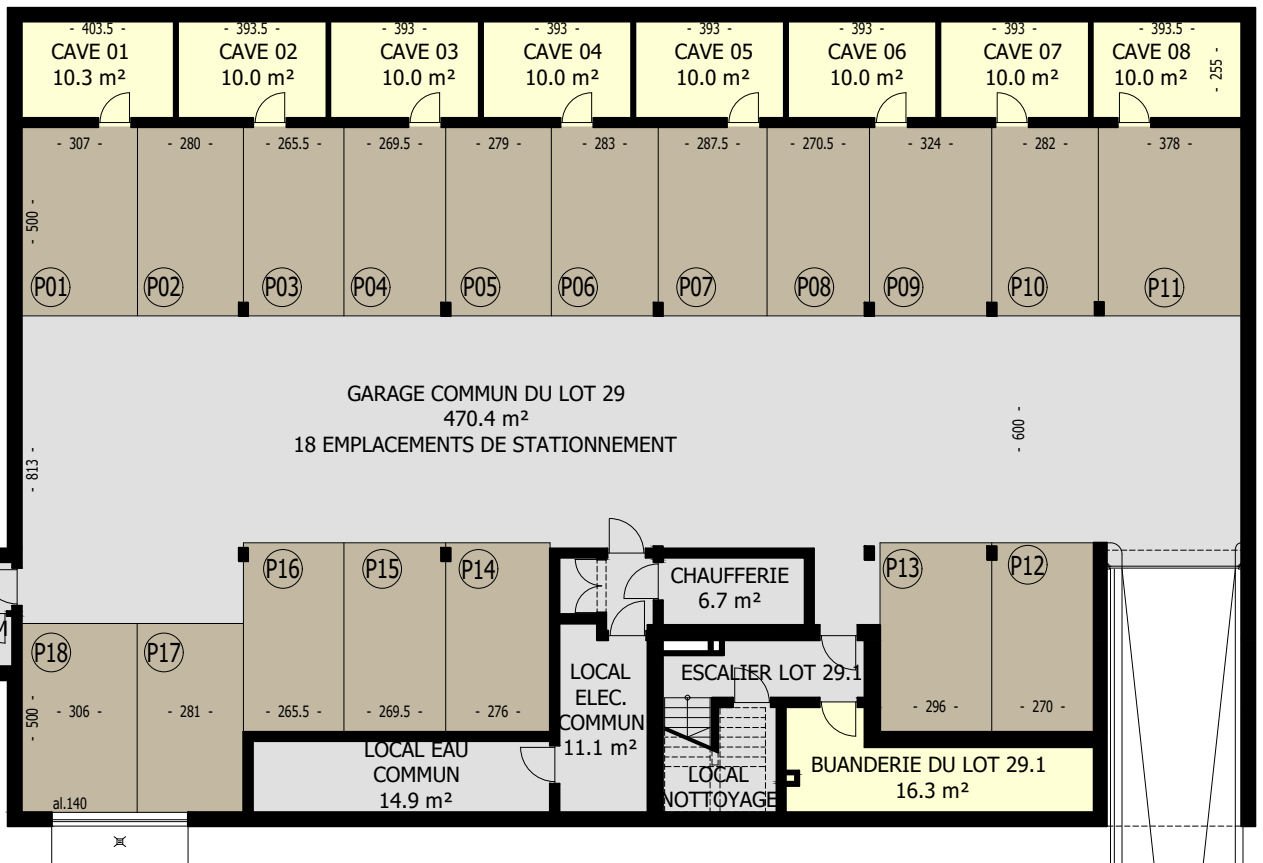 - 403.5 -
- 393.5 -
- 393 -
- 393 -
- 393 -
- 393 -
- 393 -
- 393.5 -
CAVE 01
10.3 m²
CAVE 02
10.0 m²
CAVE 03
10.0 m²
CAVE 04
10.0 m²
CAVE 05
10.0 m²
CAVE 06
10.0 m²
CAVE 07
10.0 m²
CAVE 08
10.0 m²
- 255 -
- 307 -
- 280 -
- 265.5 -
- 269.5 -
- 279 -
- 283 -
- 287.5 -
- 270.5 -
- 324 -
- 282 -
- 378 -
- 500 -
P01
P02
P03
P04
P05
P06
P07
P08
P09
P10
P11
GARAGE COMMUN DU LOT 29
470.4 m²
18 EMPLACEMENTS DE STATIONNEMENT
- 600 -
- 813 -
P16
P15
P14
P13
P12
CHAUFFERIE
6.7 m²
M
P18
P17
- 500 -
- 306 -
- 281 -
- 265.5 -
- 269.5 -
- 276 -
- 296 -
- 270 -
LOCAL
ELEC.
COMMUN
11.1 m²
ESCALIER LOT 29.1
LOCAL EAU
COMMUN
14.9 m²
LOCAL
NOTTOYAGE
BUANDERIE DU LOT 29.1
16.3 m²
al.140